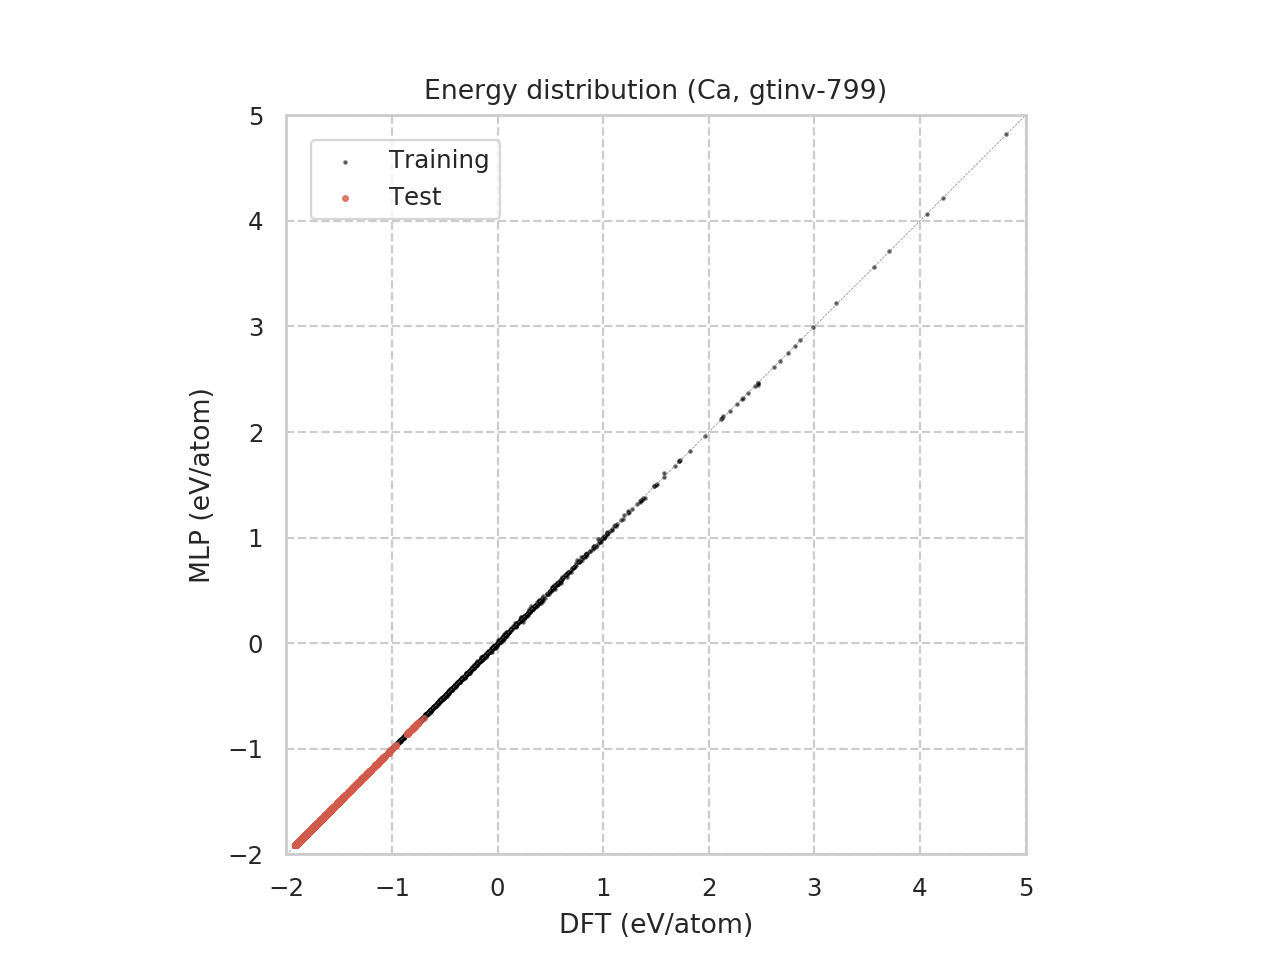 Energy distribution (Ca, gtinv-799)
Training
Test
5
4
3
2
1
0
−1
−2
MLP (eV/atom)
−2 −1 0 1 2 3 4 5
DFT (eV/atom)